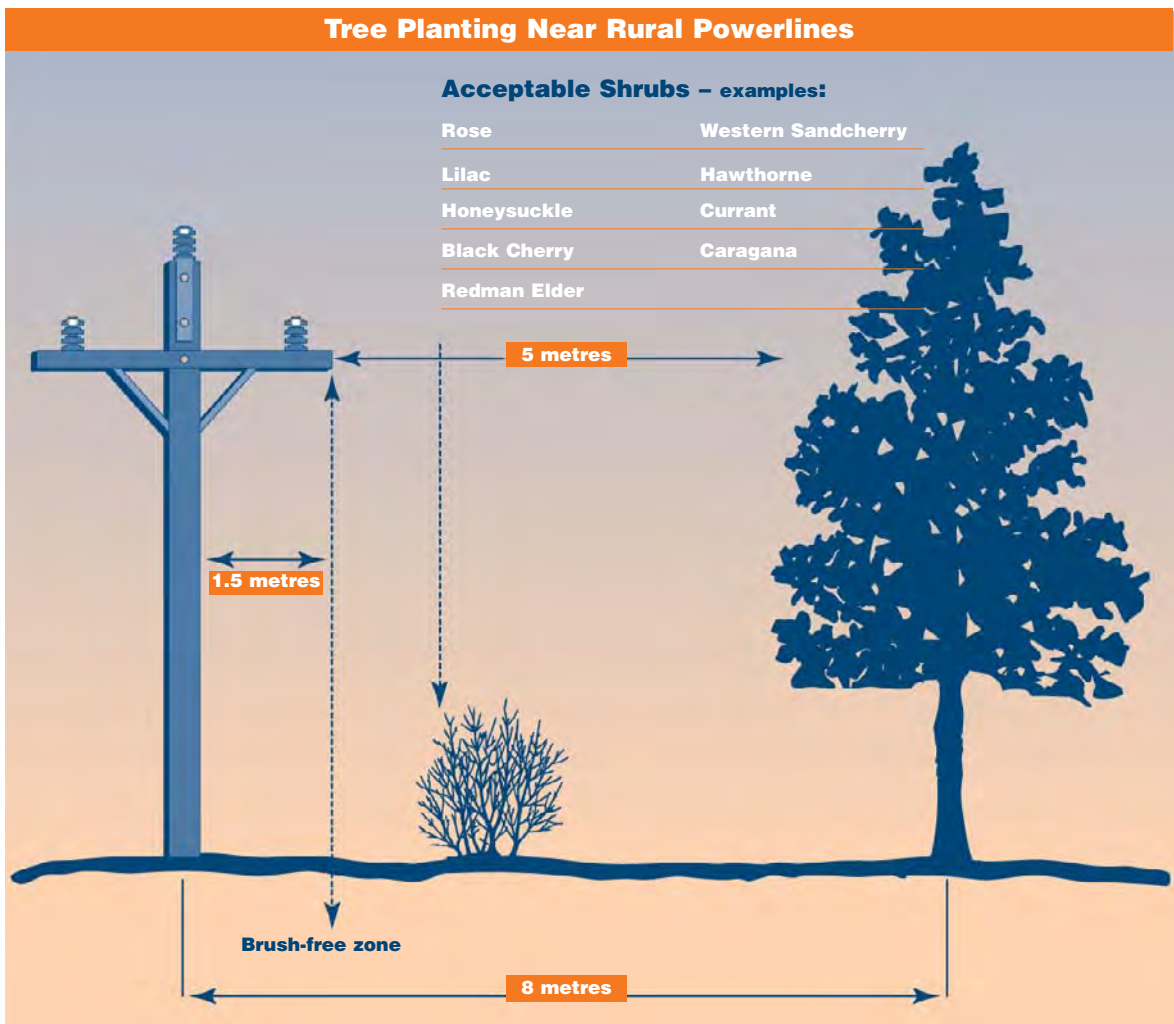 Tree Planting Near Rural Powerlines
Acceptable Shrubs – examples:
Rose Western Sandcherry
Lilac Hawthorne
Honeysuckle Currant
Black Cherry Caragana
Redman Elder
5 metres
1.5 metres
Brush-free zone
8 metres